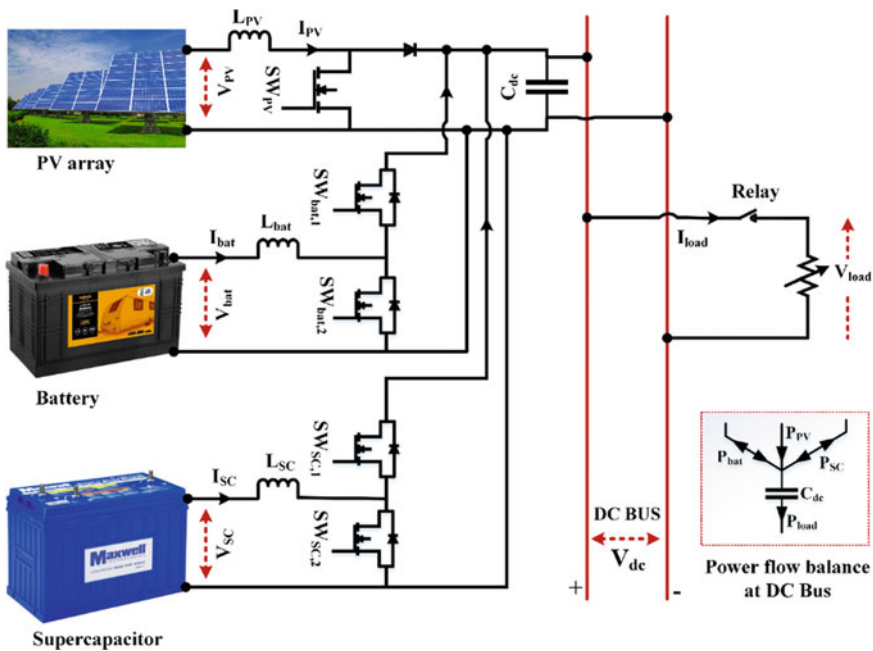 L_PV
I_PV
V_PV
SW_PV
C_dc
PV array
SW_bat,1
L_bat
I_bat
V_bat
SW_bat,2
Battery
SW_SC,1
L_SC
I_SC
V_SC
SW_SC,2
Maxwell
Supercapacitor
Relay
I_load
V_load
DC BUS
V_dc
+
-
P_PV
P_bat
P_SC
C_dc
P_load
Power flow balance
at DC Bus